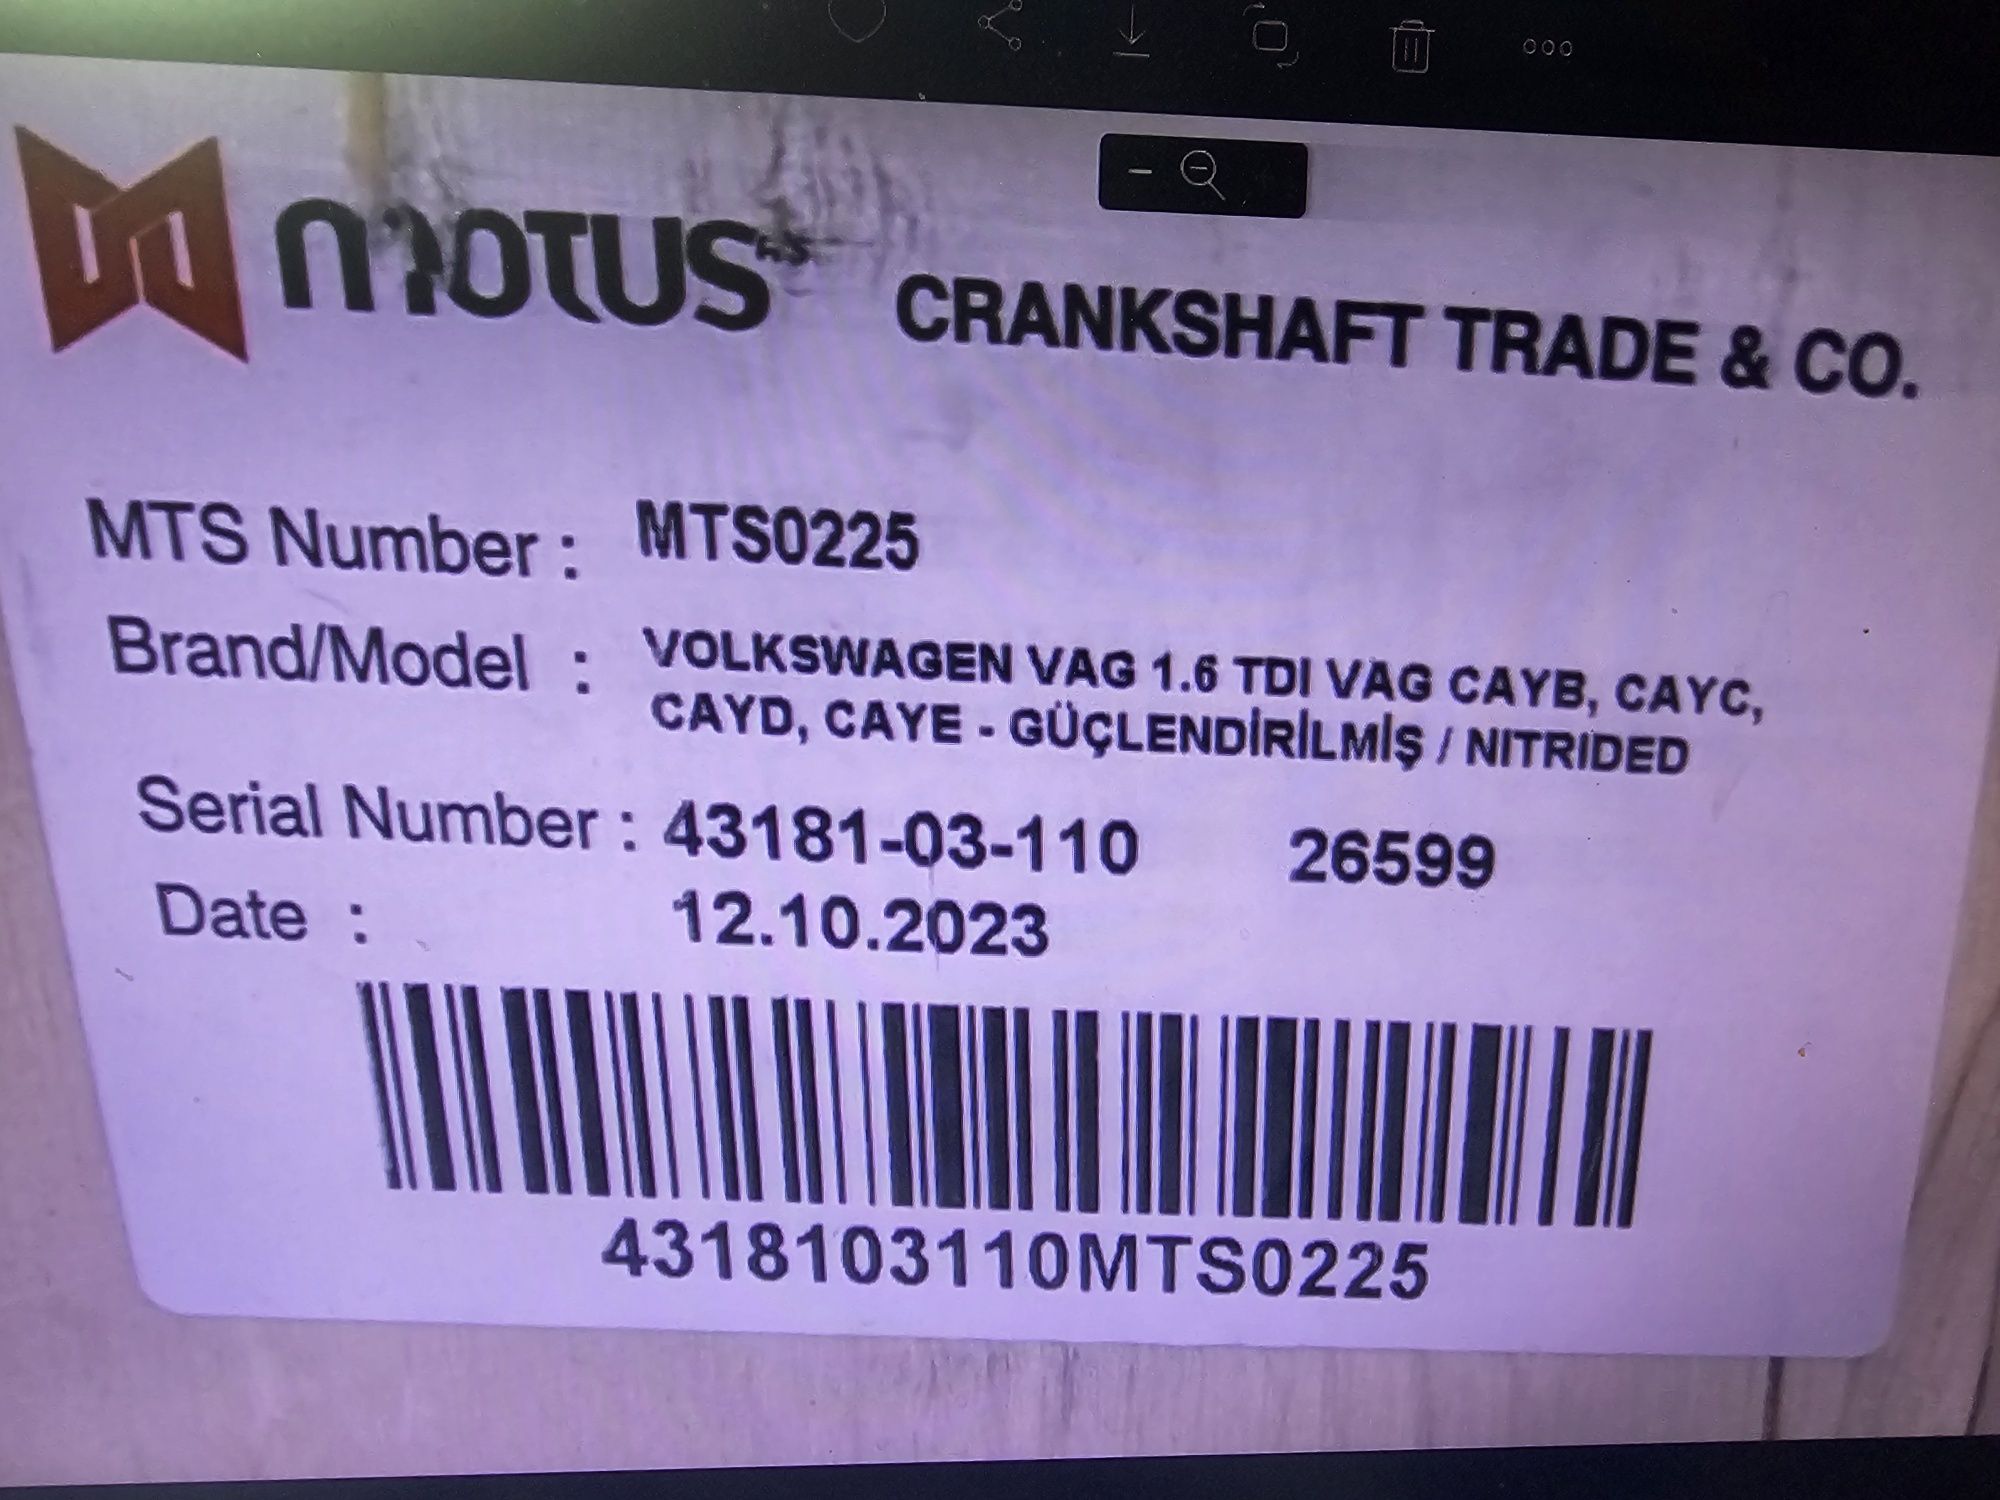 motus
CRANKSHAFT TRADE & CO.
MTS Number : MTS0225
Brand/Model : VOLKSWAGEN VAG 1.6 TDI VAG CAYB, CAYC,
CAYD, CAYE - GÜÇLENDİRİLMİŞ / NITRIDED
Serial Number : 43181-03-110 26599
Date : 12.10.2023
4318103110MTS0225